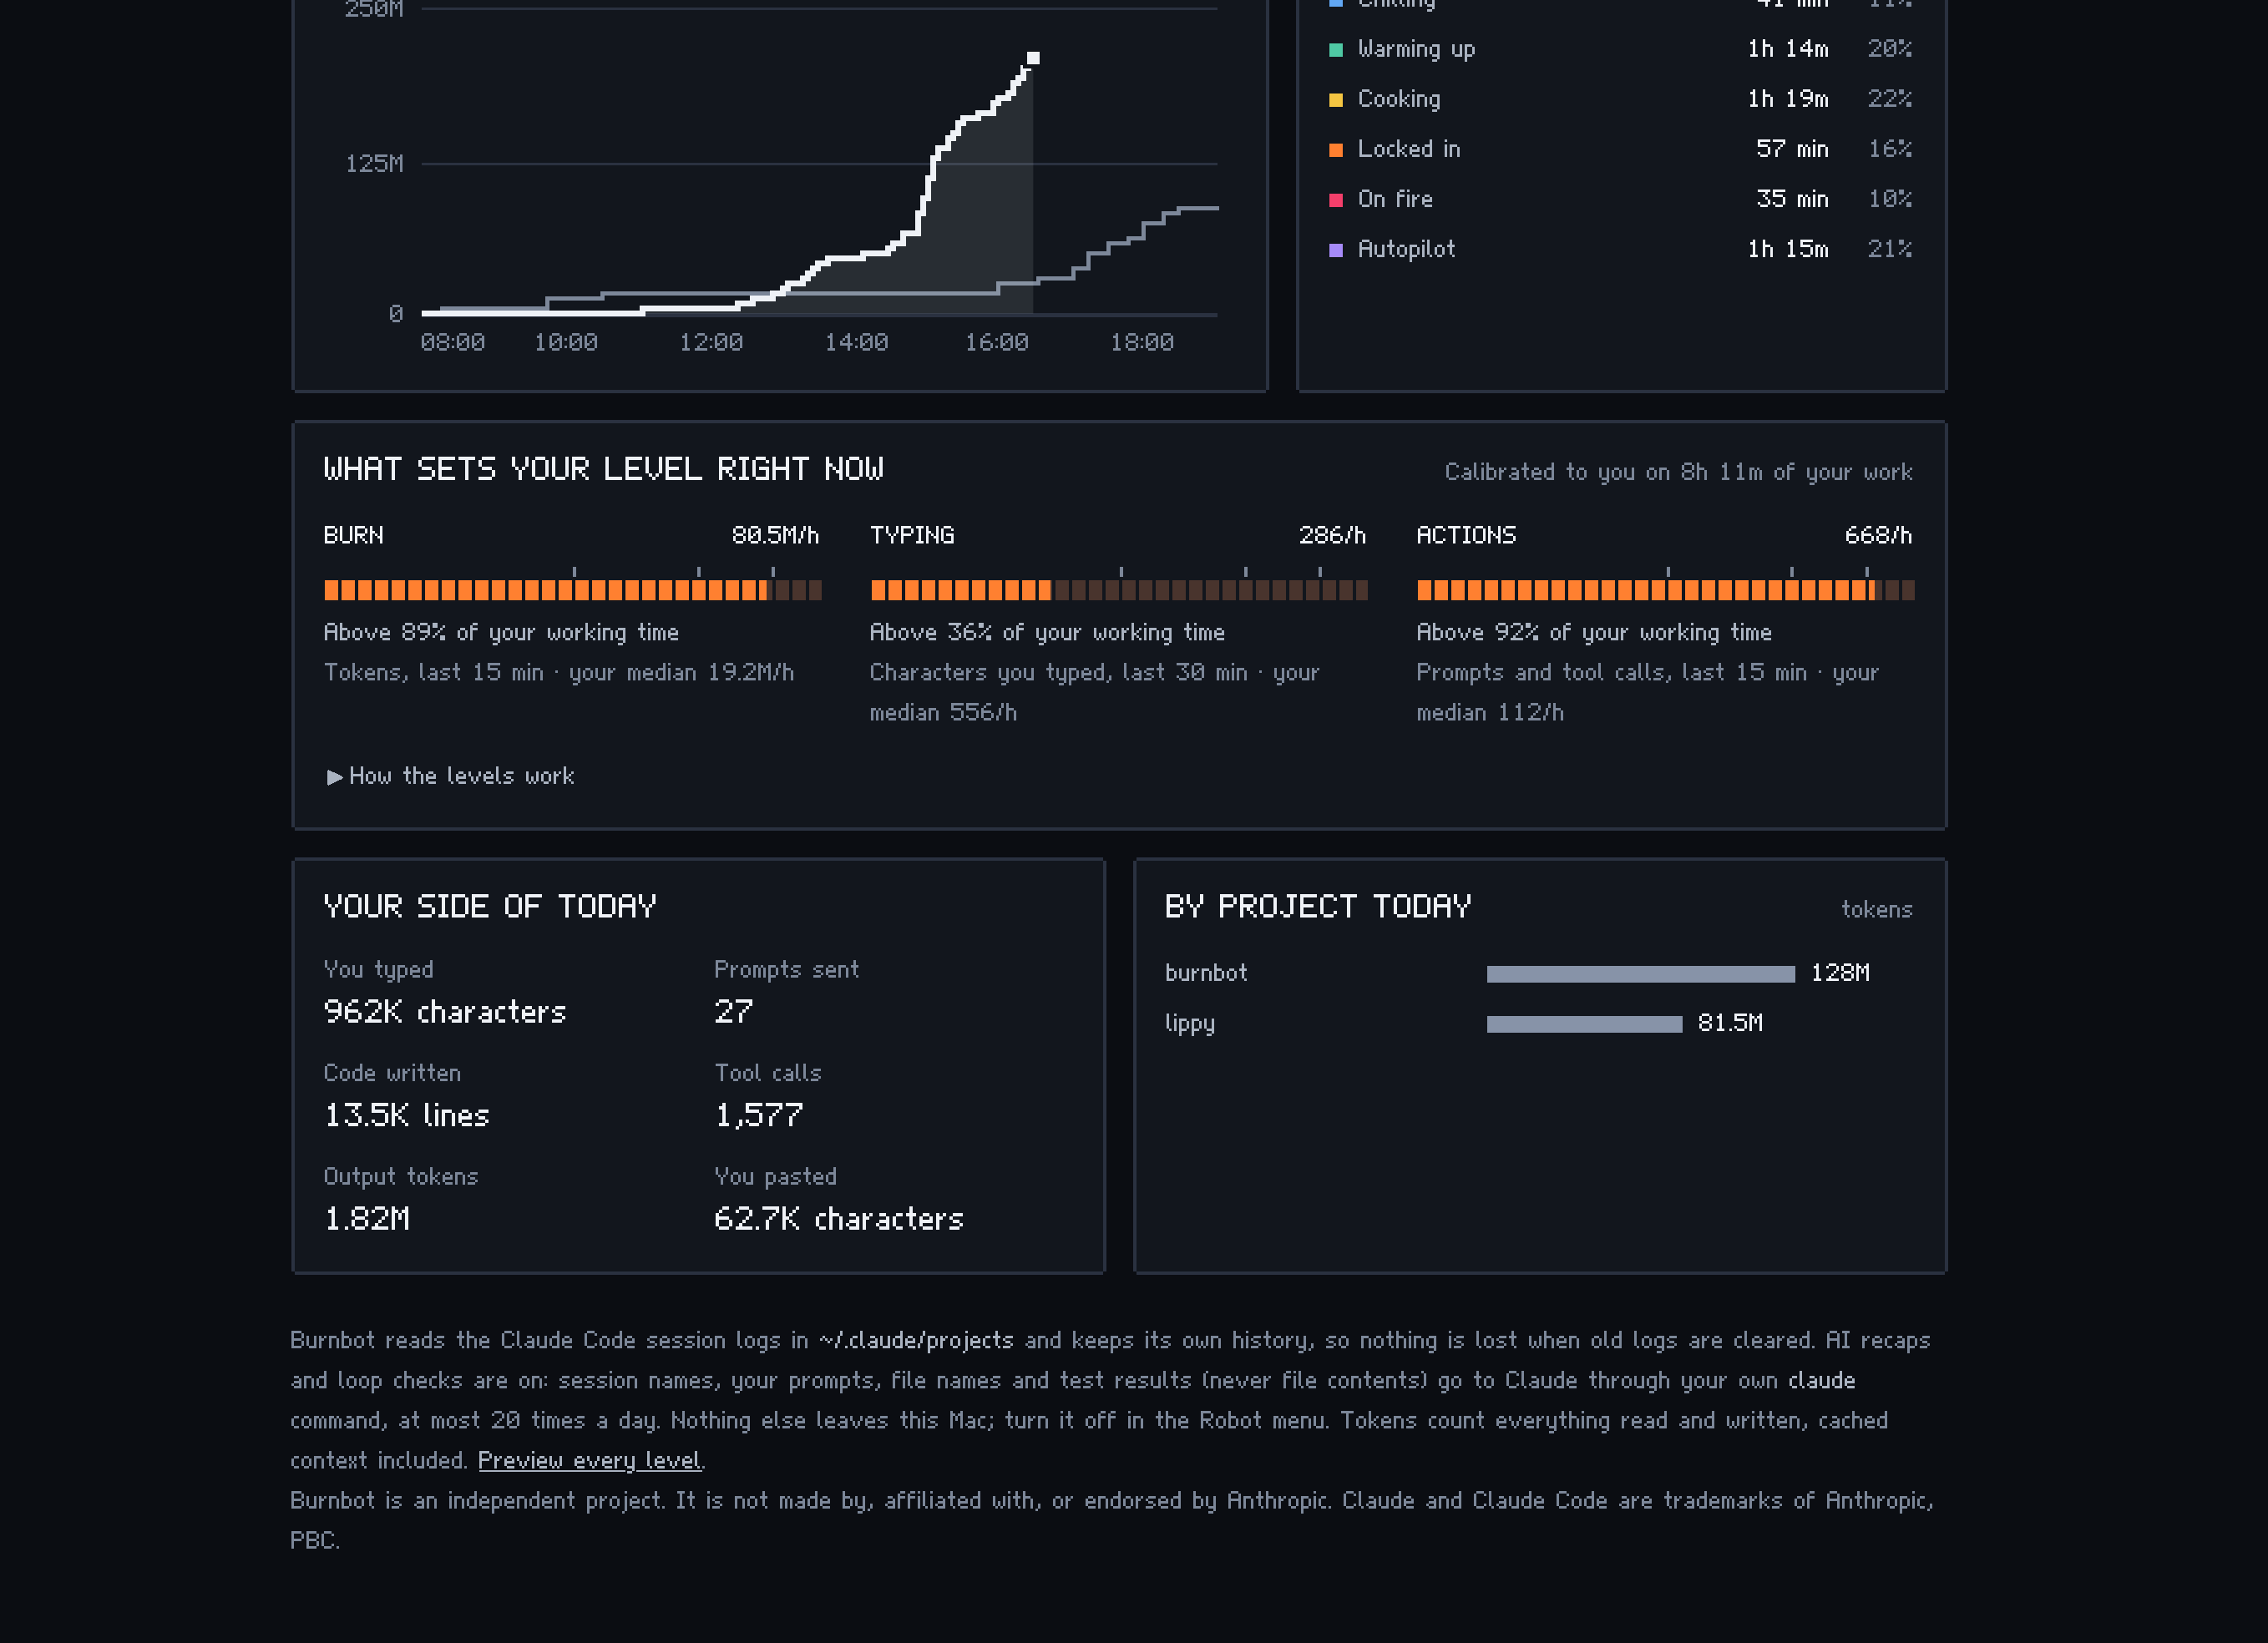 250M
125M
0
08:00 10:00 12:00 14:00 16:00 18:00
Chilling 41 min 11%
Warming up 1h 14m 20%
Cooking 1h 19m 22%
Locked in 57 min 16%
On fire 35 min 10%
Autopilot 1h 15m 21%
WHAT SETS YOUR LEVEL RIGHT NOW
Calibrated to you on 8h 11m of your work
BURN 80.5M/h
Above 89% of your working time
Tokens, last 15 min · your median 19.2M/h
TYPING 286/h
Above 36% of your working time
Characters you typed, last 30 min · your
median 556/h
ACTIONS 668/h
Above 92% of your working time
Prompts and tool calls, last 15 min · your
median 112/h
▶ How the levels work
YOUR SIDE OF TODAY
You typed
962K characters
Prompts sent
27
Code written
13.5K lines
Tool calls
1,577
Output tokens
1.82M
You pasted
62.7K characters
BY PROJECT TODAY
tokens
burnbot 128M
lippy 81.5M
Burnbot reads the Claude Code session logs in ~/.claude/projects and keeps its own history, so nothing is lost when old logs are cleared. AI recaps
and loop checks are on: session names, your prompts, file names and test results (never file contents) go to Claude through your own claude
command, at most 20 times a day. Nothing else leaves this Mac; turn it off in the Robot menu. Tokens count everything read and written, cached
context included. Preview every level.
Burnbot is an independent project. It is not made by, affiliated with, or endorsed by Anthropic. Claude and Claude Code are trademarks of Anthropic,
PBC.